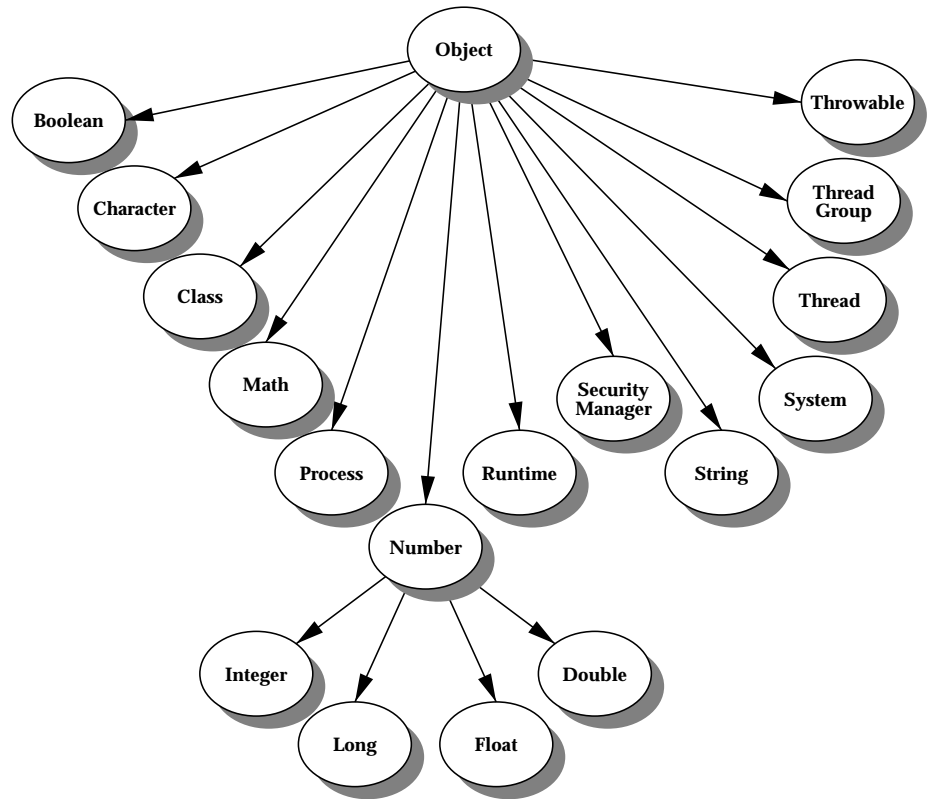 Object
Boolean
Throwable
Character
Thread
Group
Class
Thread
Math
Security
Manager
System
Process
Runtime
String
Number
Integer
Double
Long
Float